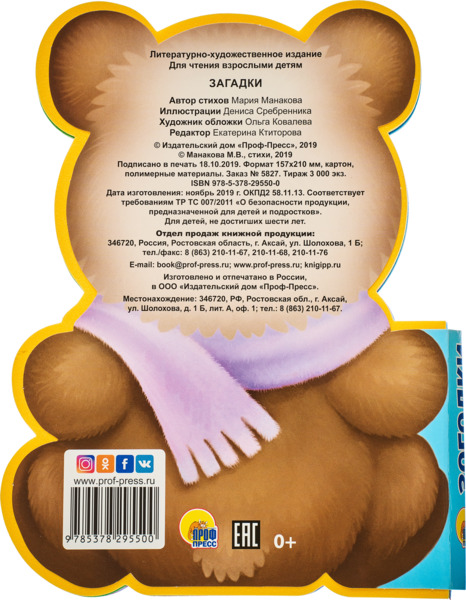 Литературно-художественное издание
Для чтения взрослыми детям
ЗАГАДКИ
Автор стихов Мария Манакова
Иллюстрации Дениса Сребренника
Художник обложки Ольга Ковалева
Редактор Екатерина Ктиторова
© Издательский дом «Проф-Пресс», 2019
© Манакова М.В., стихи, 2019
Подписано в печать 18.10.2019. Формат 157х210 мм, картон,
полимерные материалы. Заказ № 5827. Тираж 3 000 экз.
ISBN 978-5-378-29550-0
Дата изготовления: ноябрь 2019 г. ОКПД2 58.11.13. Соответствует
требованиям ТР ТС 007/2011 «О безопасности продукции,
предназначенной для детей и подростков».
Для детей, не достигших шести лет.
Отдел продаж книжной продукции:
346720, Россия, Ростовская область, г. Аксай, ул. Шолохова, 1 Б;
тел./факс: 8 (863) 210-11-67, 210-11-68, 210-11-76
E-mail: book@prof-press.ru; www.prof-press.ru; knigipp.ru
Изготовлено и отпечатано в России,
в ООО «Издательский дом «Проф-Пресс».
Местонахождение: 346720, РФ, Ростовская обл., г. Аксай,
ул. Шолохова, д. 1 Б, лит. А, оф. 1; тел.: 8 (863) 210-11-67.
ЗАГАДКИ
www.prof-press.ru
9785378295500
ПРОФ
ПРЕСС
ЕАС
0+